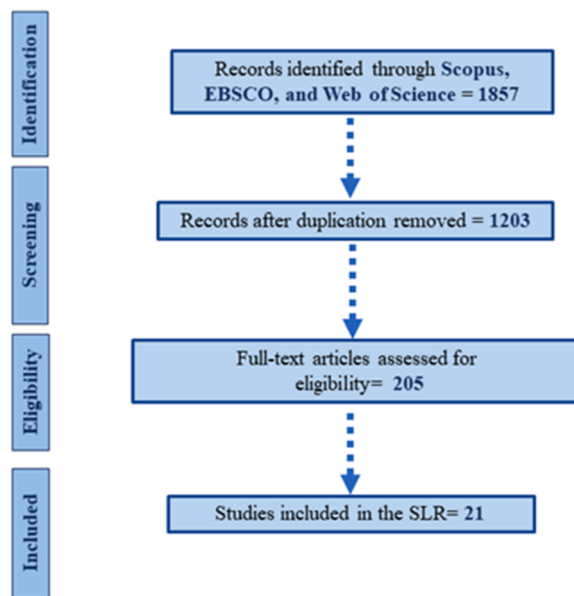 Identification
Records identified through Scopus,
EBSCO, and Web of Science = 1857
Screening
Records after duplication removed = 1203
Eligibility
Full-text articles assessed for
eligibility= 205
Included
Studies included in the SLR= 21